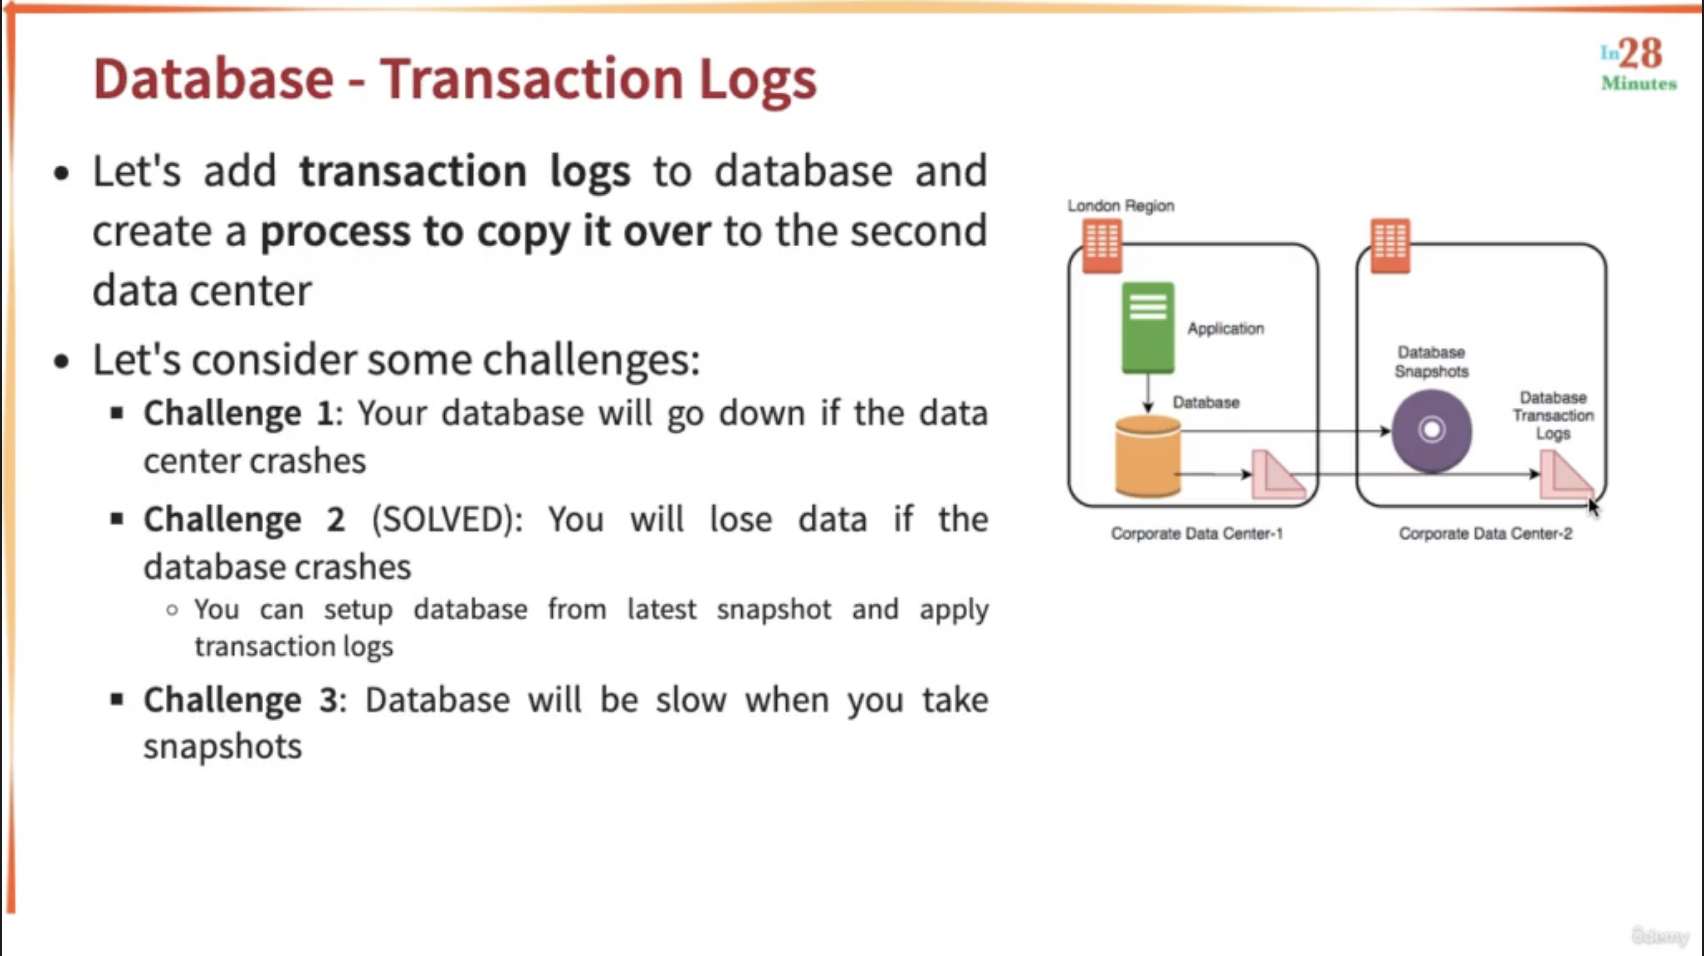 Database - Transaction Logs
In28
Minutes
• Let's add transaction logs to database and
create a process to copy it over to the second
data center
• Let's consider some challenges:
▪ Challenge 1: Your database will go down if the data
center crashes
▪ Challenge 2 (SOLVED): You will lose data if the
database crashes
○ You can setup database from latest snapshot and apply
transaction logs
▪ Challenge 3: Database will be slow when you take
snapshots
London Region
Application
Database
Database
Snapshots
Database
Transaction
Logs
Corporate Data Center-1
Corporate Data Center-2
ûdemy